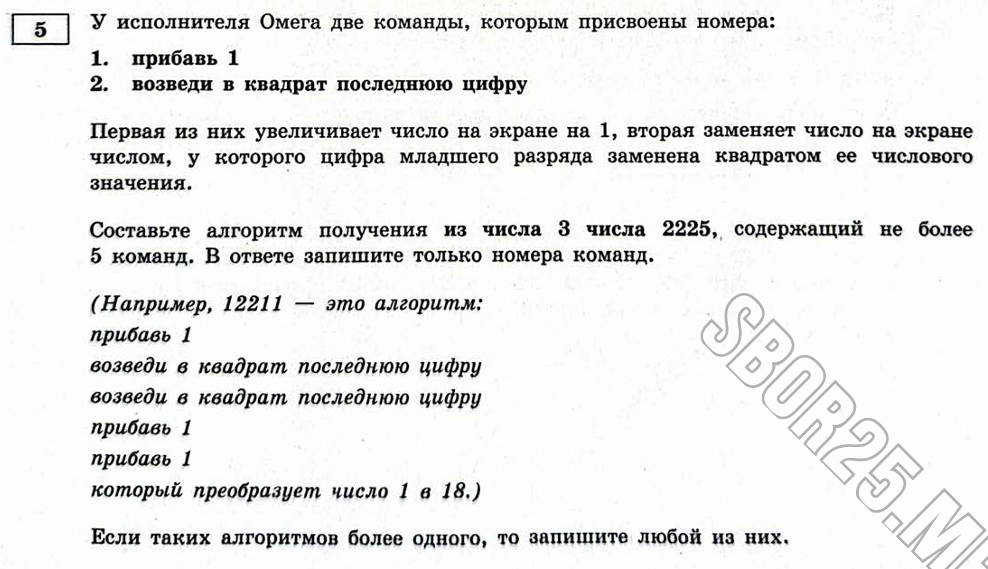 5
У исполнителя Омега две команды, которым присвоены номера:
1. прибавь 1
2. возведи в квадрат последнюю цифру
Первая из них увеличивает число на экране на 1, вторая заменяет число на экране
числом, у которого цифра младшего разряда заменена квадратом ее числового
значения.
Составьте алгоритм получения из числа 3 числа 2225, содержащий не более
5 команд. В ответе запишите только номера команд.
(Например, 12211 — это алгоритм:
прибавь 1
возведи в квадрат последнюю цифру
возведи в квадрат последнюю цифру
прибавь 1
прибавь 1
который преобразует число 1 в 18.)
Если таких алгоритмов более одного, то запишите любой из них.
SBOR25.M